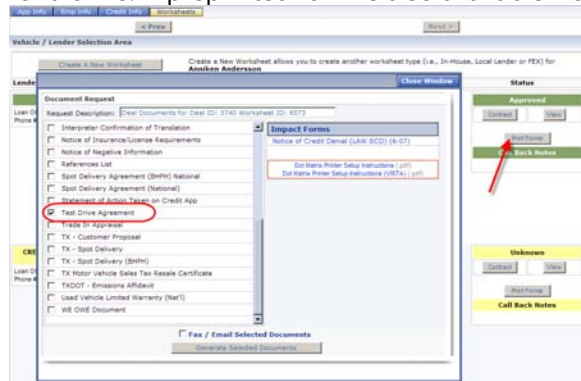 App Info Emp Info Credit Info Worksheets
< Prev Next >
Vehicle / Lender Selection Area
Create A New Worksheet
Create a New Worksheet allows you to create another worksheet type (i.e., In-House, Local Lender or FEX) for
Anniken Andersson
Close Window
Status
Document Request
Request Description: Deal Documents for Deal ID: 3740 Worksheet ID: 6573
Approved
Loan
Phone #
Contract View
Interpreter Confirmation of Translation
Impact Forms
Notice of Insurance/License Requirements
Notice of Credit Denial (LAW SCD) (6-07)
Print Forms
Notice of Negative Information
Call Back Notes
References List
Dot Matrix Printer Setup Instructions (.pdf)
Spot Delivery Agreement (BHPH) National
Dot Matrix Printer Setup Instructions (VISTA) (.pdf)
Spot Delivery Agreement (National)
Statement of Action Taken on Credit App
Test Drive Agreement
Trade In Appraisal
TX - Customer Proposal
TX - Spot Delivery
CRE
Unknown
TX - Spot Delivery (BHPH)
Loan
Phone #
Contract View
TX Motor Vehicle Sales Tax Resale Certificate
TXDOT - Emissions Affidavit
Print Forms
Used Vehicle Limited Warranty (Nat'l)
Call Back Notes
WE OWE Document
Fax / Email Selected Documents
Generate Selected Documents